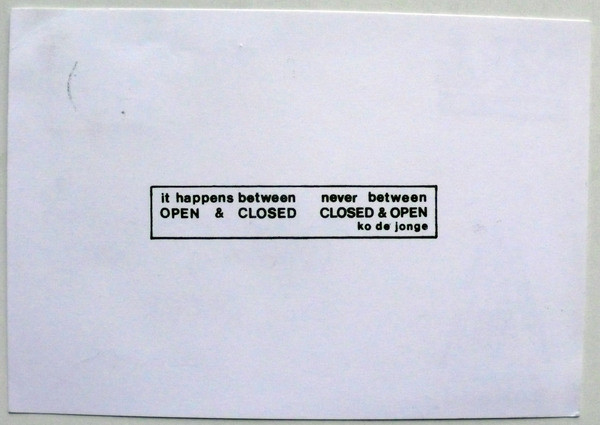 it happens between never between
OPEN & CLOSED CLOSED & OPEN
ko de jonge